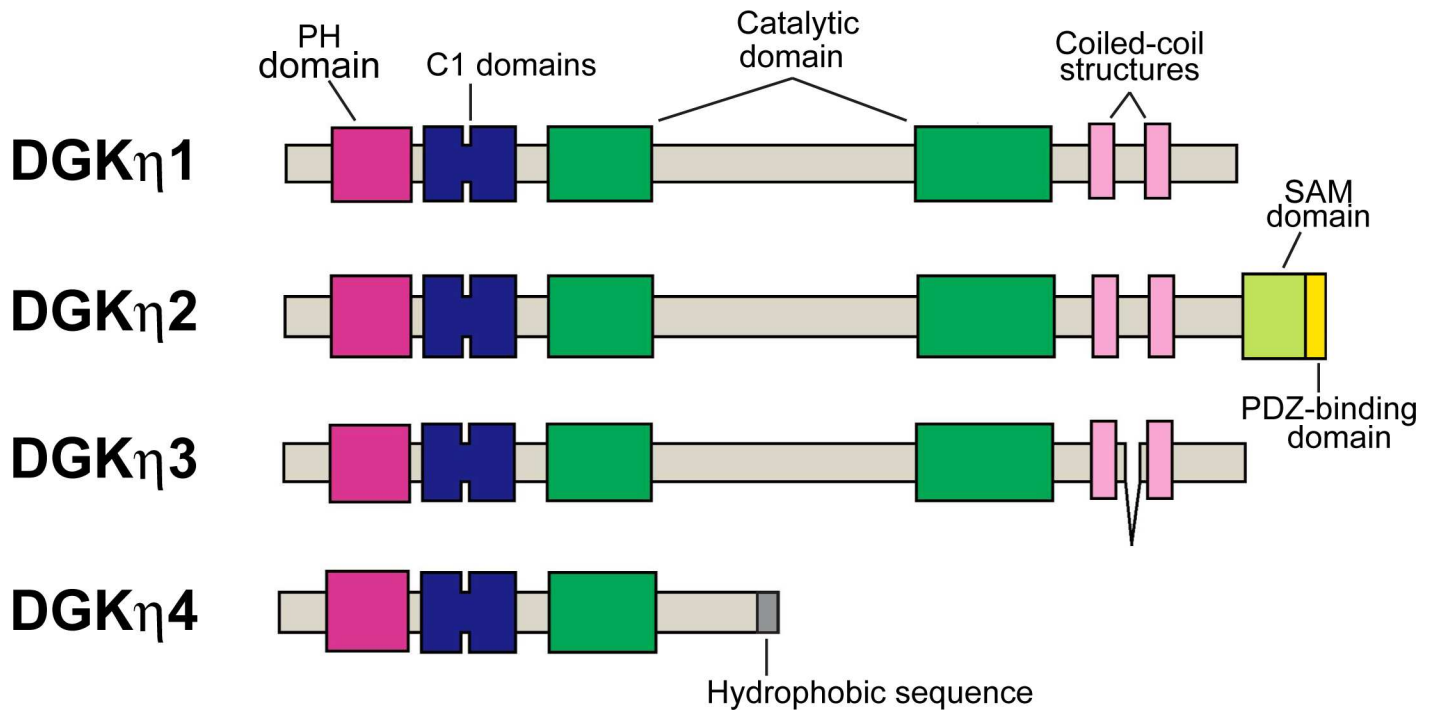 PH
domain
C1 domains
Catalytic
domain
Coiled-coil
structures
DGKη1
SAM
domain
DGKη2
PDZ-binding
domain
DGKη3
DGKη4
Hydrophobic sequence